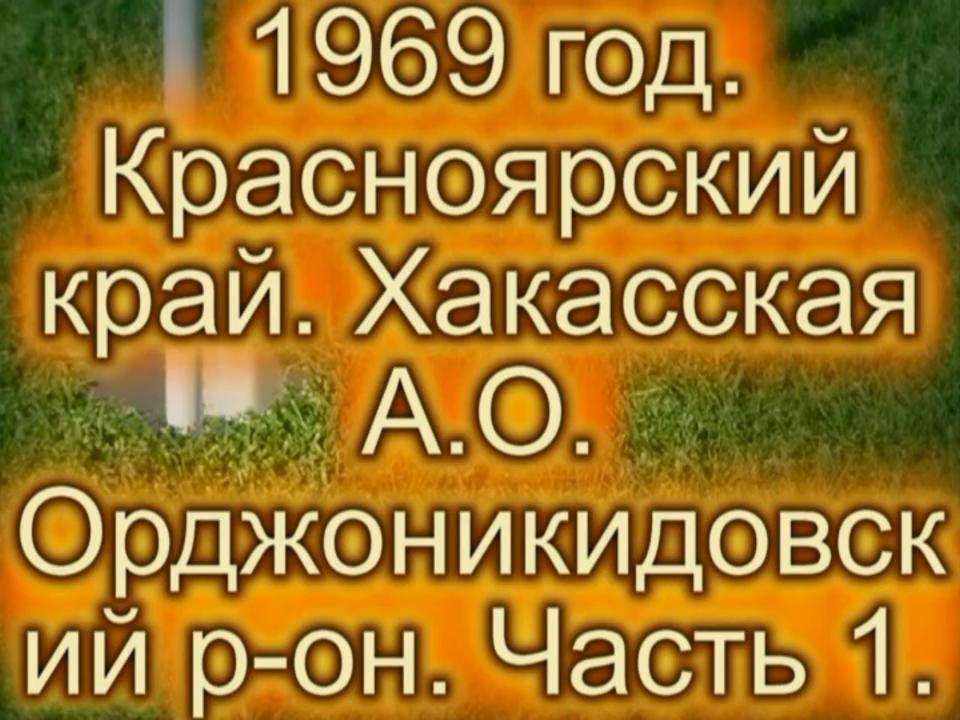 1969 год.
Красноярский
край. Хакасская
А.О.
Орджоникидовск
ий р-он. Часть 1.